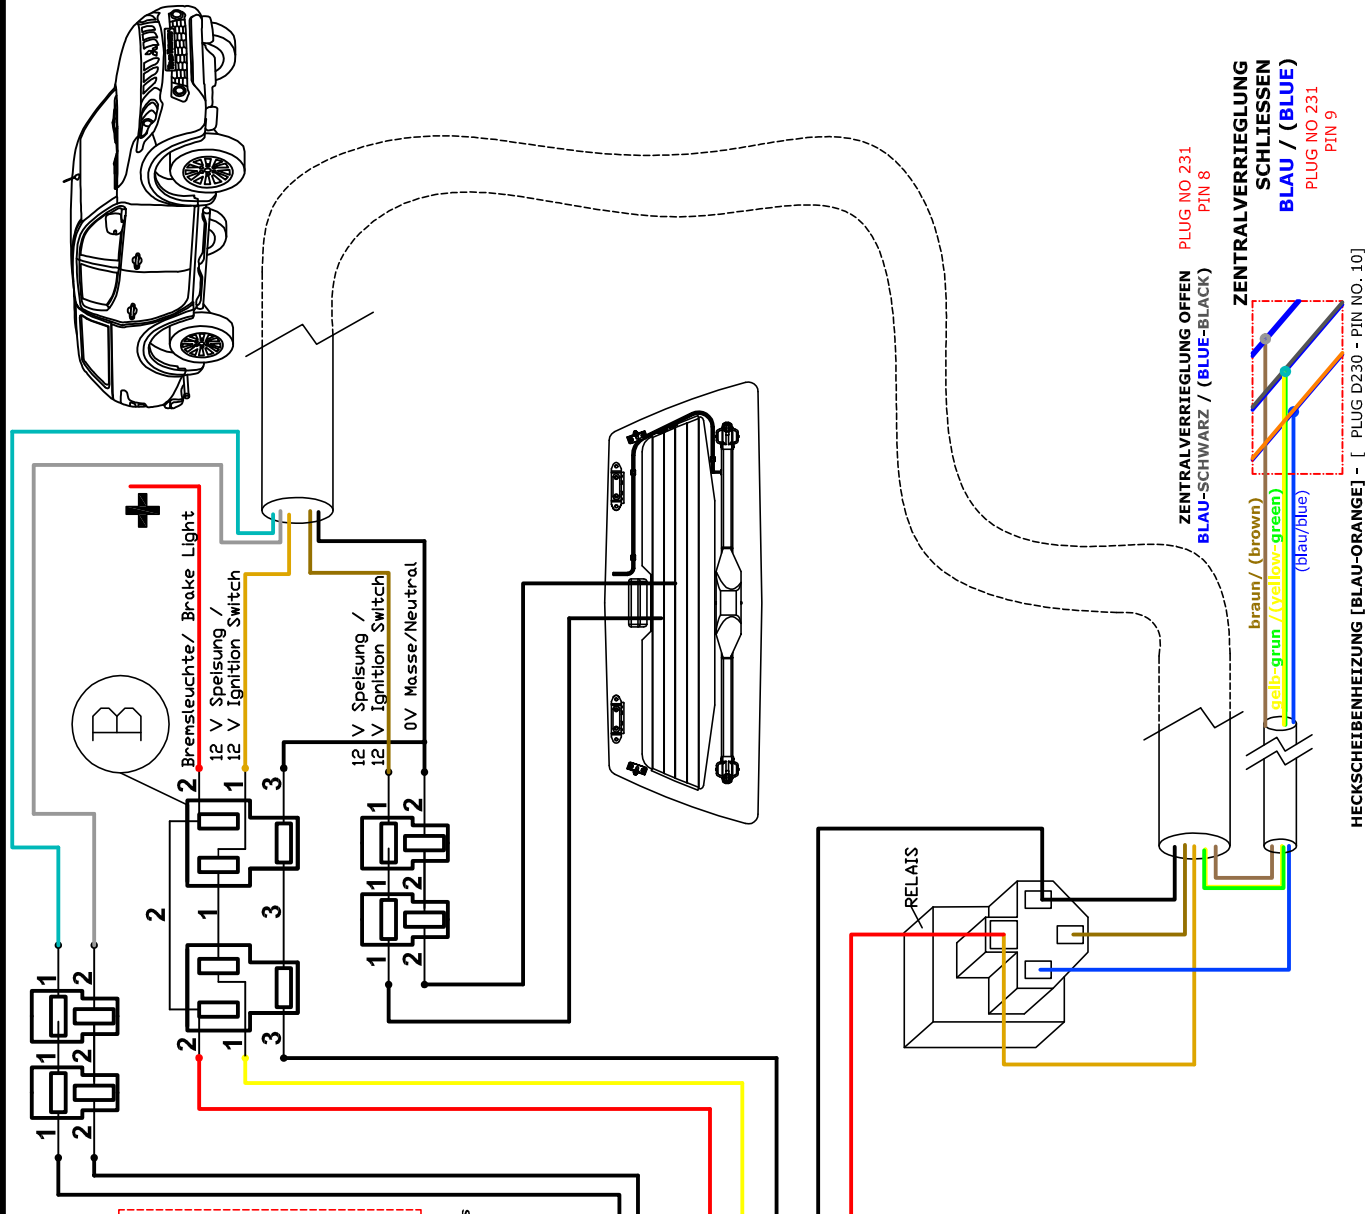 ZENTRALVERRIEGLUNG
SCHLIESSEN
BLAU / (BLUE)
PLUG NO 231
PIN 9
PLUG NO 231
PIN 8
ZENTRALVERRIEGLUNG OFFEN
BLAU-SCHWARZ / (BLUE-BLACK)
HECKSCHEIBENHEIZUNG [BLAU-ORANGE] - [ PLUG D230 - PIN NO. 10]
braun/ (brown)
gelb-grun /(yellow-green)
(blau/blue)
Bremsleuchte/ Brake Light
12 V Speisung /
12 V Ignition Switch
12 V Speisung /
12 V Ignition Switch
0V Masse/Neutral
B
RELAIS
2
1
3
2
1
3
2
1
3
1
2
1
2
1
2
1
2
1
2
1
2